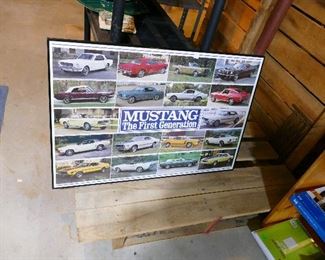 MUSTANG
The First Generation